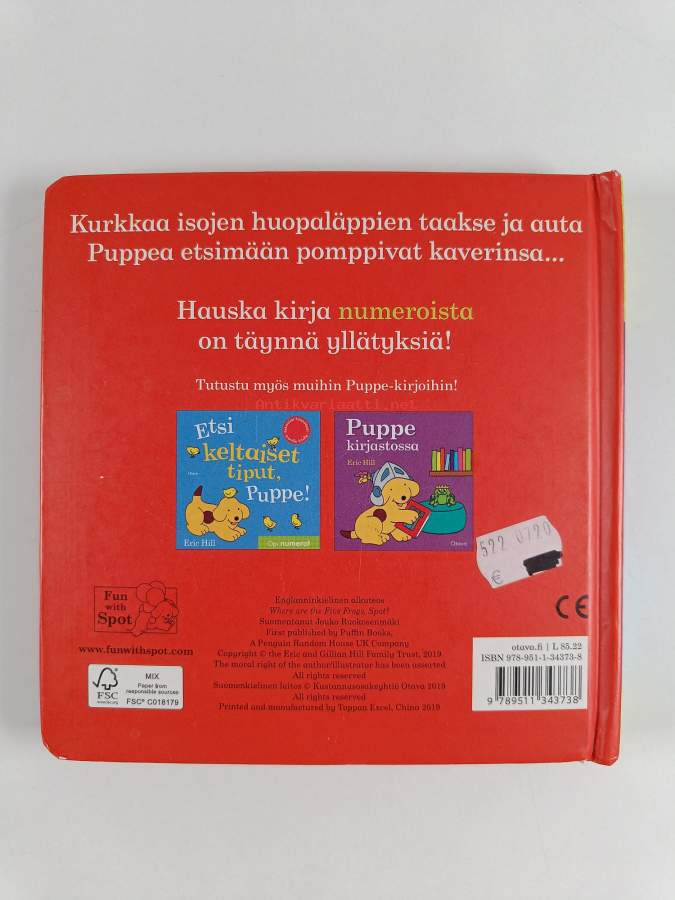 Kurkkaa isojen huopaläppien taakse ja auta
Puppea etsimään pomppivat kaverinsa...
Hauska kirja numeroista
on täynnä yllätyksiä!
Tutustu myös muihin Puppe-kirjoihin!
Antikvariaatti.net
Etsi
keltaiset
tiput,
Puppe!
Otava
Eric Hill
Opi numerot
Puppe
kirjastossa
Eric Hill
Otava
522 0720
€
Fun
with
Spot
www.funwithspot.com
FSC
www.fsc.org
MIX
Paper from
responsible sources
FSC® C018179
Englanninkielinen alkuteos
Where are the Five Frogs, Spot?
Suomentanut Jouko Ruokosenmäki
First published by Puffin Books,
A Penguin Random House UK Company
Copyright © the Eric and Gillian Hill Family Trust, 2019
The moral right of the author/illustrator has been asserted
All rights reserved
Suomenkielinen laitos © Kustannusosakeyhtiö Otava 2019
All rights reserved
Printed and manufactured by Toppan Excel, China 2019
CE
otava.fi | L 85.22
ISBN 978-951-1-34373-8
9 789511 343738